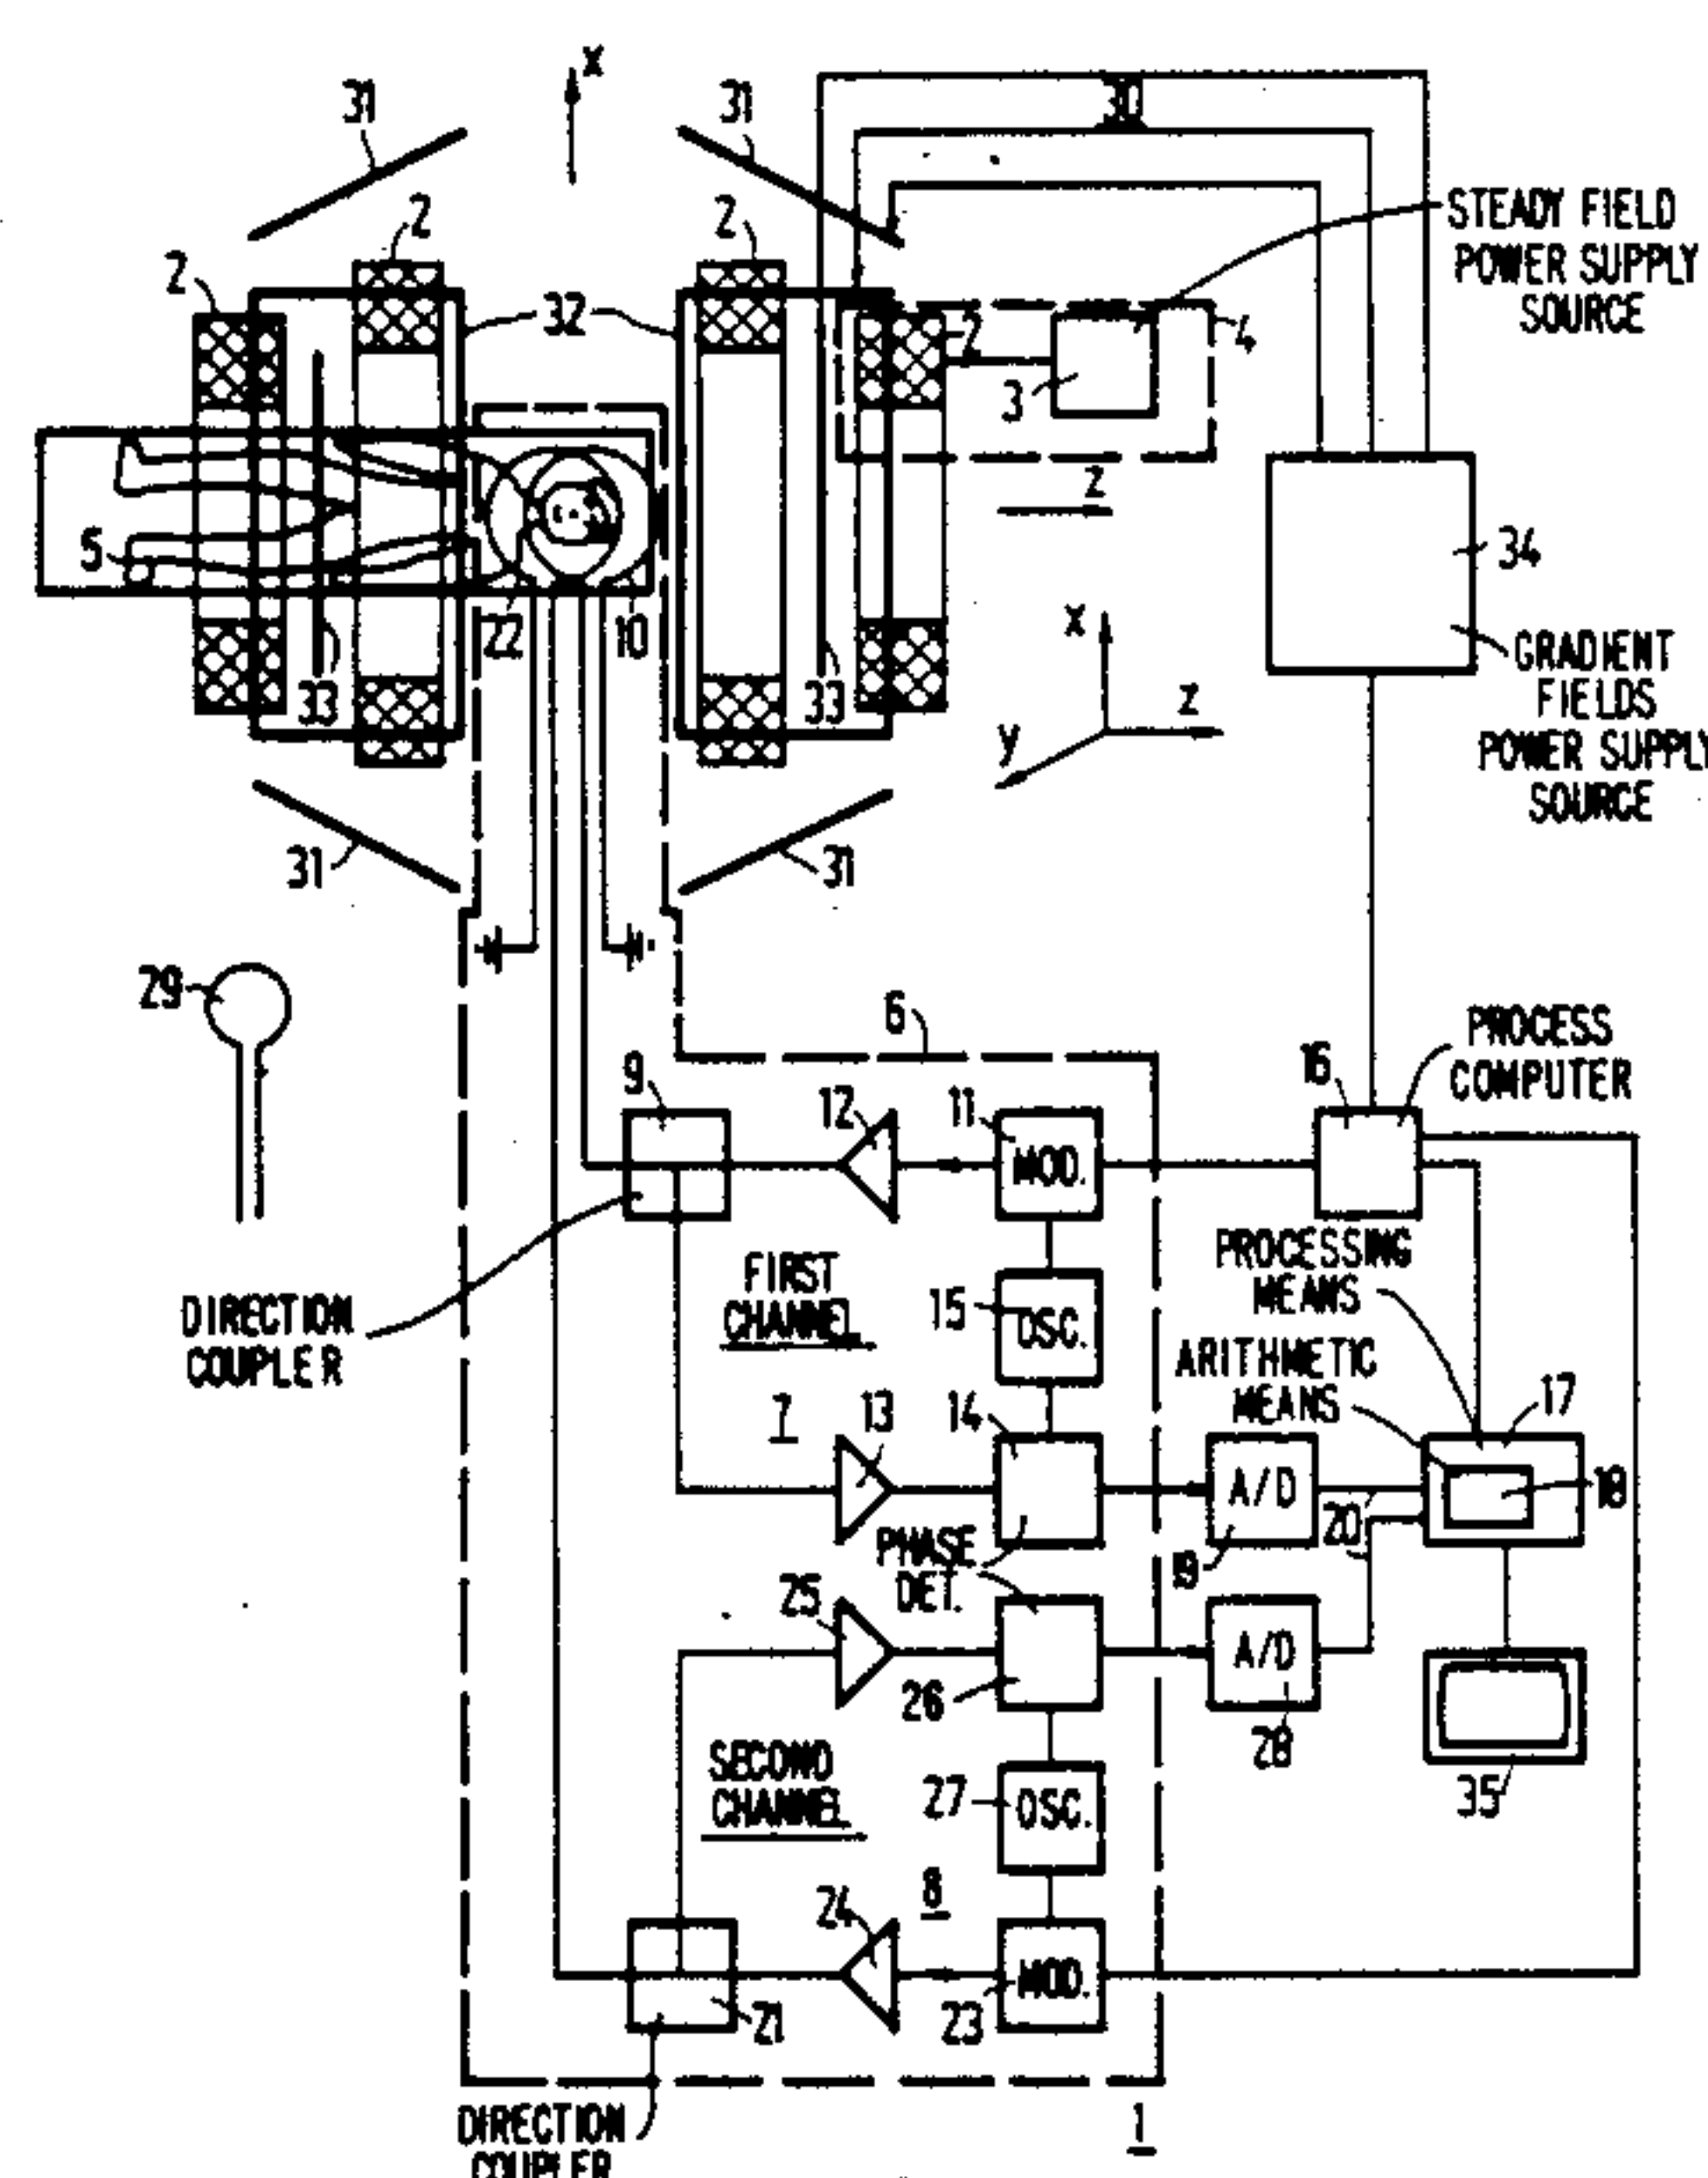 x
31
31
30
STEADY FIELD
POWER SUPPLY
SOURCE
2
2
2
32
2
4
3
z
5
34
22
10
x
33
33
z
y
GRADIENT
FIELDS
POWER SUPPLY
SOURCE
31
31
29
6
PROCESS
COMPUTER
9
12
11
16
MOD.
PROCESSING
MEANS
FIRST
CHANNEL
15
OSC.
DIRECTION
COUPLER
ARITHMETIC
MEANS
7
13
14
17
A/D
18
20
PHASE
DET.
19
25
A/D
26
28
SECOND
CHANNEL
27
OSC.
35
8
24
MOD.
21
23
DIRECTION
COUPLER
1